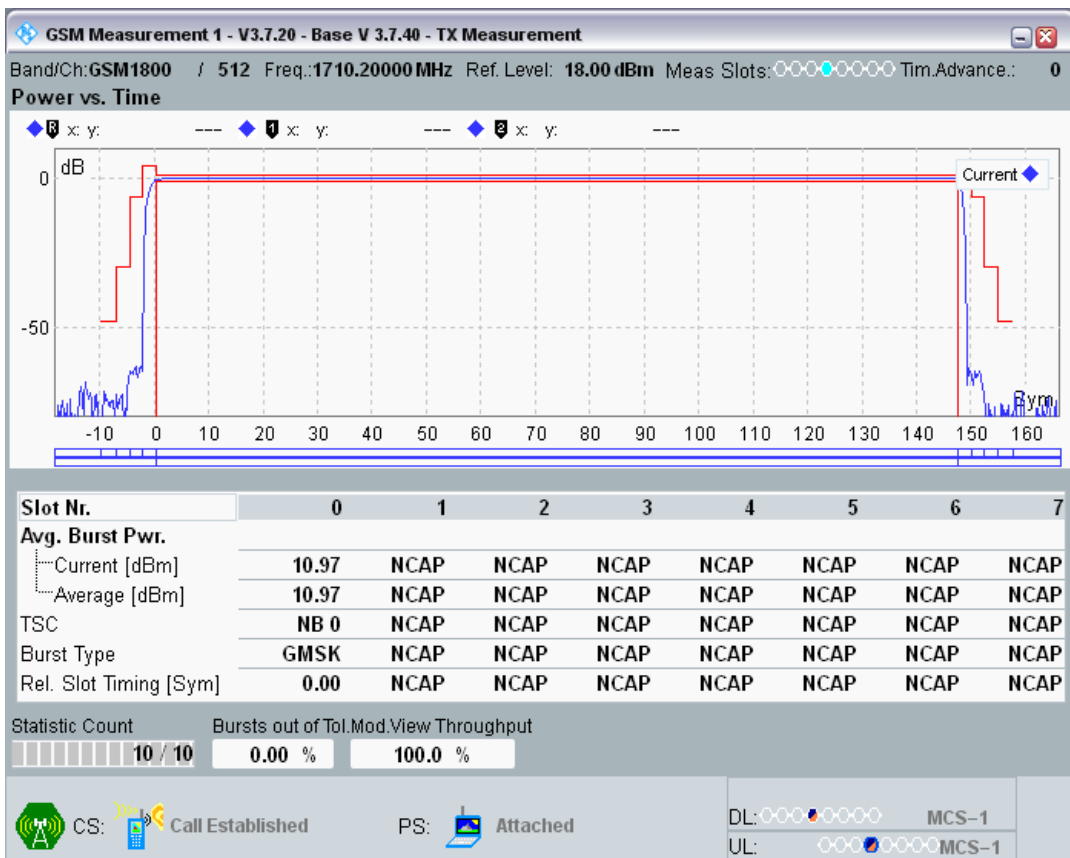 GSM Measurement 1 - V3.7.20 - Base V 3.7.40 - TX Measurement
Band/Ch:GSM1800 / 512 Freq.:1710.20000 MHz Ref. Level: 18.00 dBm Meas Slots: Tim.Advance.: 0
Power vs. Time
R x: y: --- 1 x: y: --- 2 x: y: ---
dB
Current
0
-50
Sym
-10 0 10 20 30 40 50 60 70 80 90 100 110 120 130 140 150 160
Slot Nr. 0 1 2 3 4 5 6 7
Avg. Burst Pwr.
Current [dBm] 10.97 NCAP NCAP NCAP NCAP NCAP NCAP NCAP
Average [dBm] 10.97 NCAP NCAP NCAP NCAP NCAP NCAP NCAP
TSC NB 0 NCAP NCAP NCAP NCAP NCAP NCAP NCAP
Burst Type GMSK NCAP NCAP NCAP NCAP NCAP NCAP NCAP
Rel. Slot Timing [Sym] 0.00 NCAP NCAP NCAP NCAP NCAP NCAP NCAP
Statistic Count Bursts out of Tol.Mod.View Throughput
10 / 10 0.00 % 100.0 %
CS: Call Established PS: Attached
DL: MCS-1
UL: MCS-1